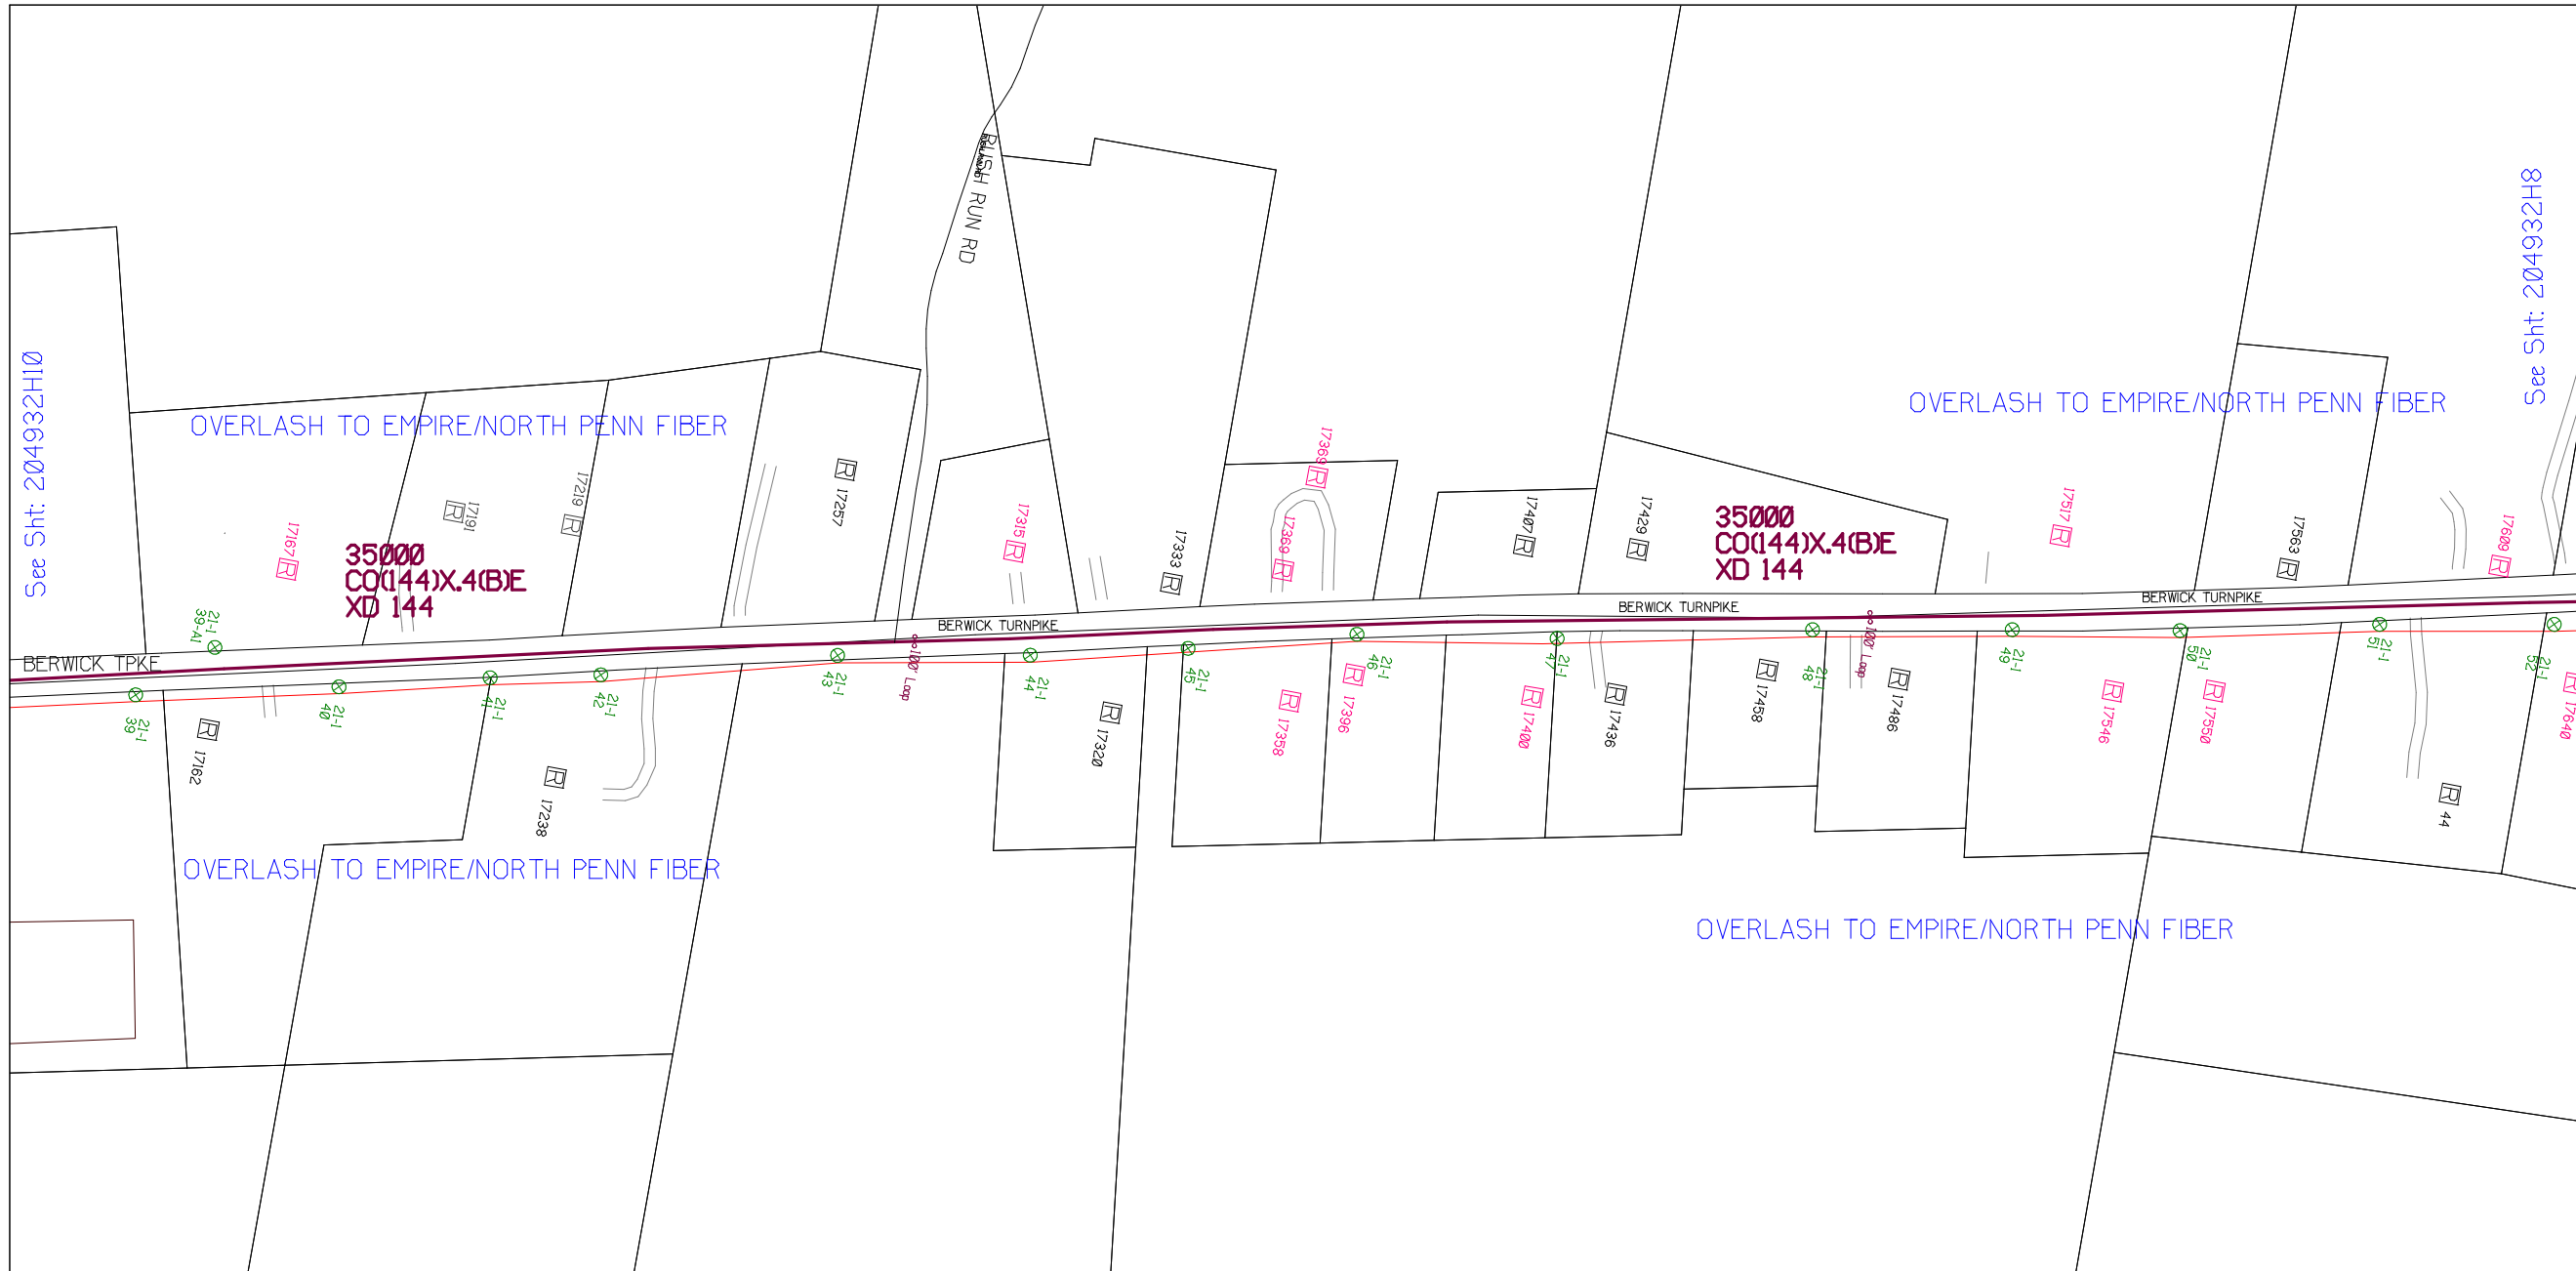 See Sht: 204932H10
OVERLASH TO EMPIRE/NORTH PENN FIBER
17167 R
35000
CO(144)X.4(B)E
XD 144
R 17191
17219 R
R 17257
RUSH RUN RD
17315 R
17333 R
17369 R
17369 R
17407 R
17429 R
35000
CO(144)X.4(B)E
XD 144
OVERLASH TO EMPIRE/NORTH PENN FIBER
17517 R
17563 R
17609 R
See Sht: 204932H8
BERWICK TPKE
BERWICK TURNPIKE
BERWICK TURNPIKE
BERWICK TURNPIKE
21-1
39-A1
21-1
39
21-1
40
21-1
41
21-1
42
21-1
43
100' Loop
21-1
44
21-1
45
21-1
46
21-1
47
21-1
48
100' Loop
21-1
49
21-1
50
21-1
51
21-1
52
R 17162
R 17238
R 17320
R 17358
R 17396
R 17400
R 17436
R 17458
R 17486
R 17546
R 17550
R 44
R 17640
OVERLASH TO EMPIRE/NORTH PENN FIBER
OVERLASH TO EMPIRE/NORTH PENN FIBER